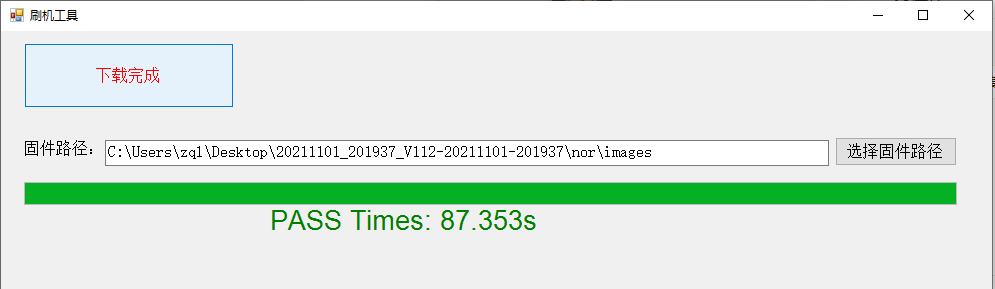 刷机工具
下载完成
固件路径： C:\Users\zql\Desktop\20211101_201937_V112-20211101-201937\nor\images 选择固件路径
PASS Times: 87.353s